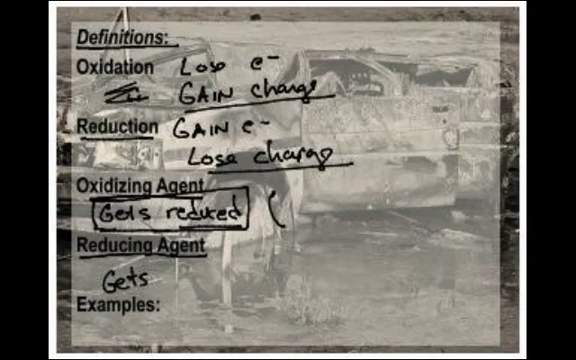 Definitions:
Oxidation Lose e-
GAIN charge
Reduction GAIN e-
Lose charge
Oxidizing Agent
Gets reduced (
Reducing Agent
Gets
Examples: